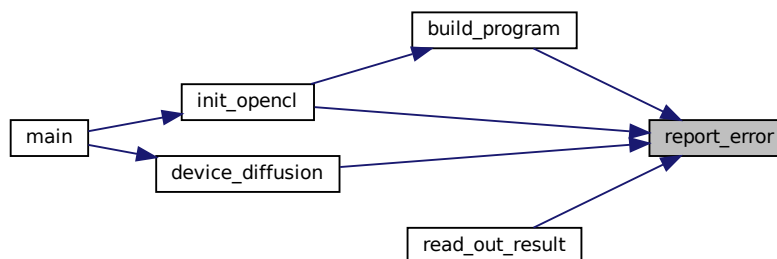 build_program
init_opencl
main
report_error
device_diffusion
read_out_result